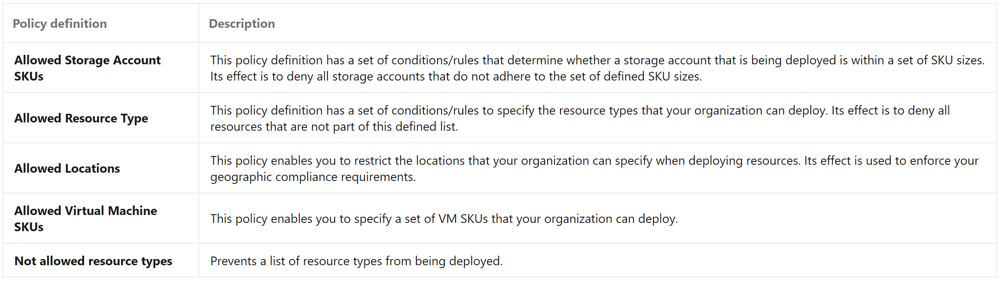 Policy definition
Description
Allowed Storage Account
SKUs
This policy definition has a set of conditions/rules that determine whether a storage account that is being deployed is within a set of SKU sizes.
Its effect is to deny all storage accounts that do not adhere to the set of defined SKU sizes.
Allowed Resource Type
This policy definition has a set of conditions/rules to specify the resource types that your organization can deploy. Its effect is to deny all
resources that are not part of this defined list.
Allowed Locations
This policy enables you to restrict the locations that your organization can specify when deploying resources. Its effect is used to enforce your
geographic compliance requirements.
Allowed Virtual Machine
SKUs
This policy enables you to specify a set of VM SKUs that your organization can deploy.
Not allowed resource types
Prevents a list of resource types from being deployed.